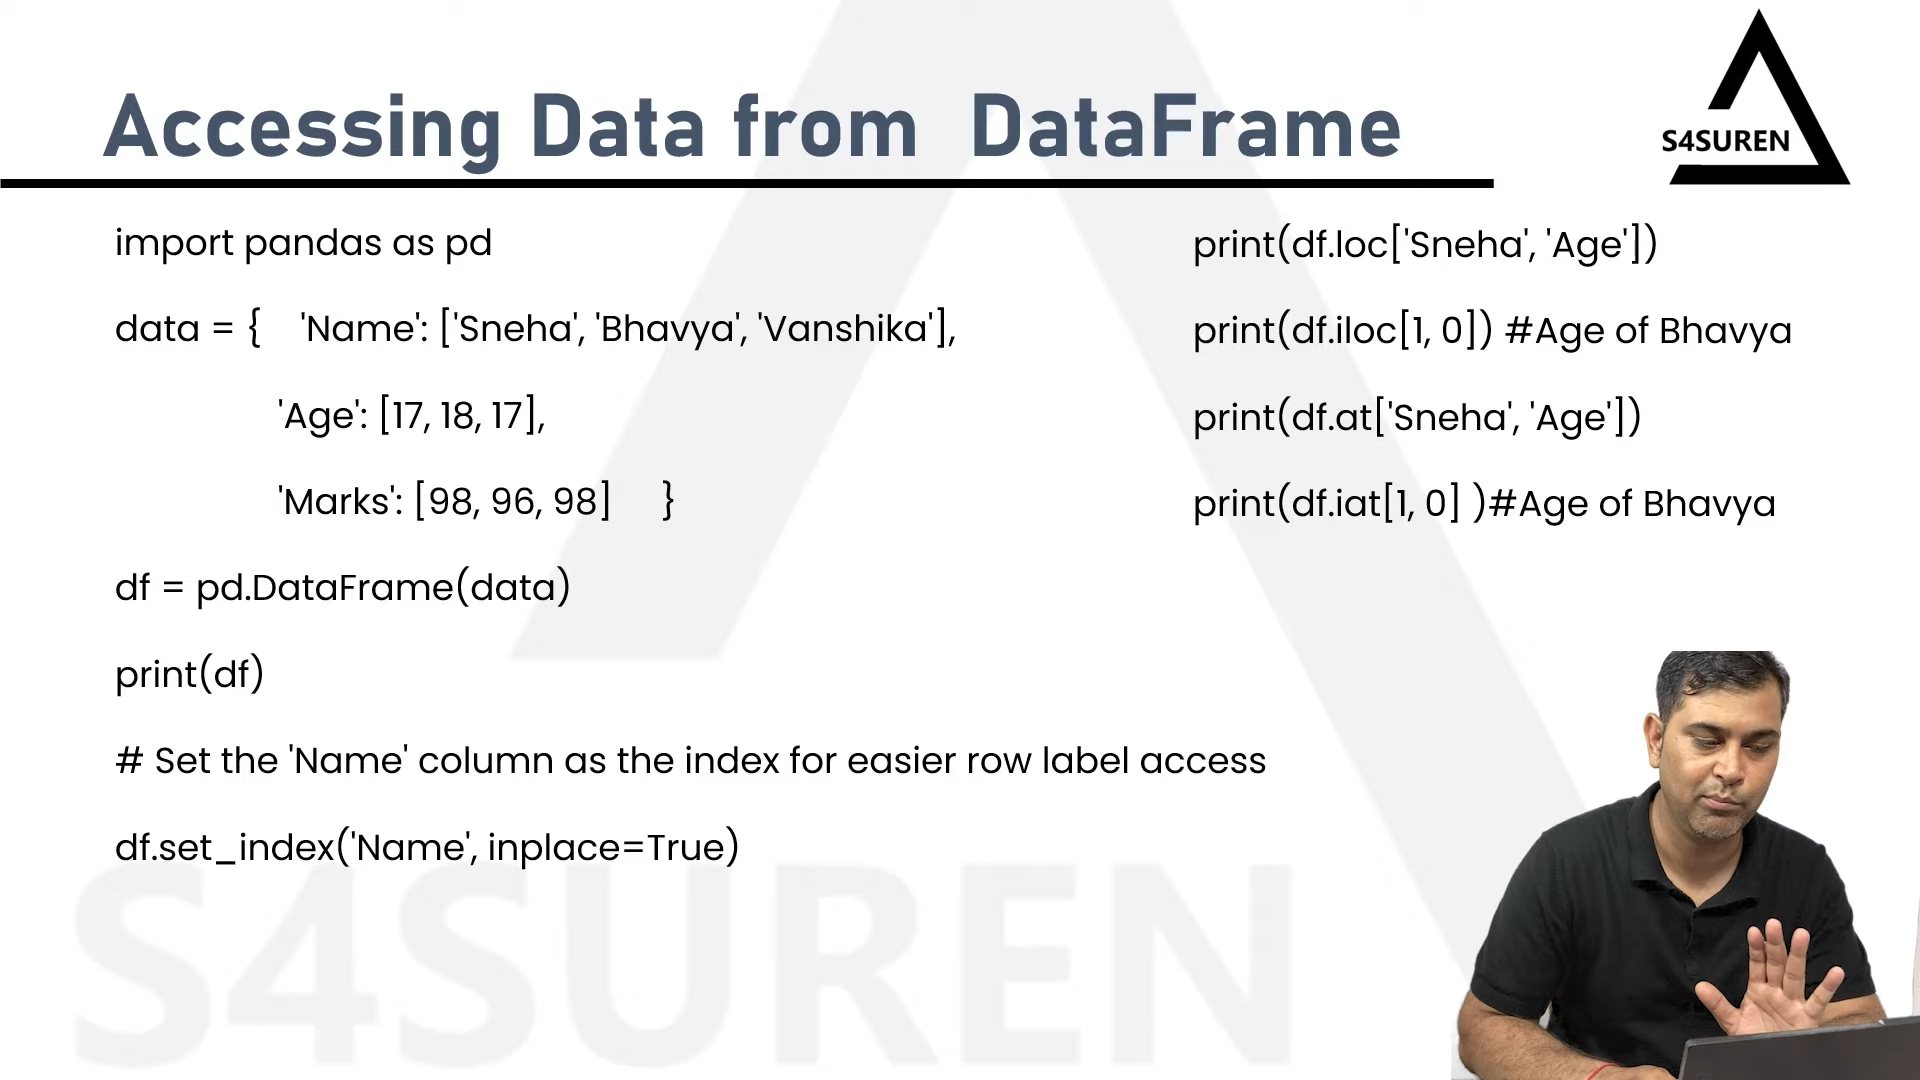 Accessing Data from DataFrame
S4SUREN
import pandas as pd
data = { 'Name': ['Sneha', 'Bhavya', 'Vanshika'],
'Age': [17, 18, 17],
'Marks': [98, 96, 98] }
df = pd.DataFrame(data)
print(df)
# Set the 'Name' column as the index for easier row label access
df.set_index('Name', inplace=True)
print(df.loc['Sneha', 'Age'])
print(df.iloc[1, 0]) #Age of Bhavya
print(df.at['Sneha', 'Age'])
print(df.iat[1, 0] )#Age of Bhavya
S4SUREN